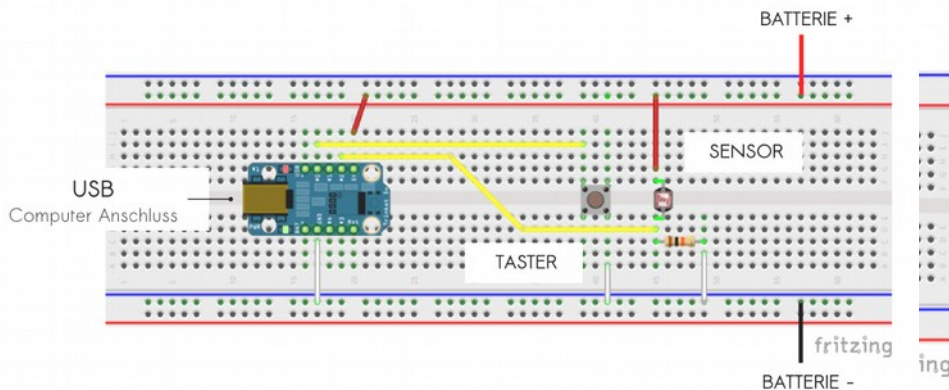 BATTERIE +
SENSOR
USB
Computer Anschluss
TASTER
fritzing
ing
BATTERIE -